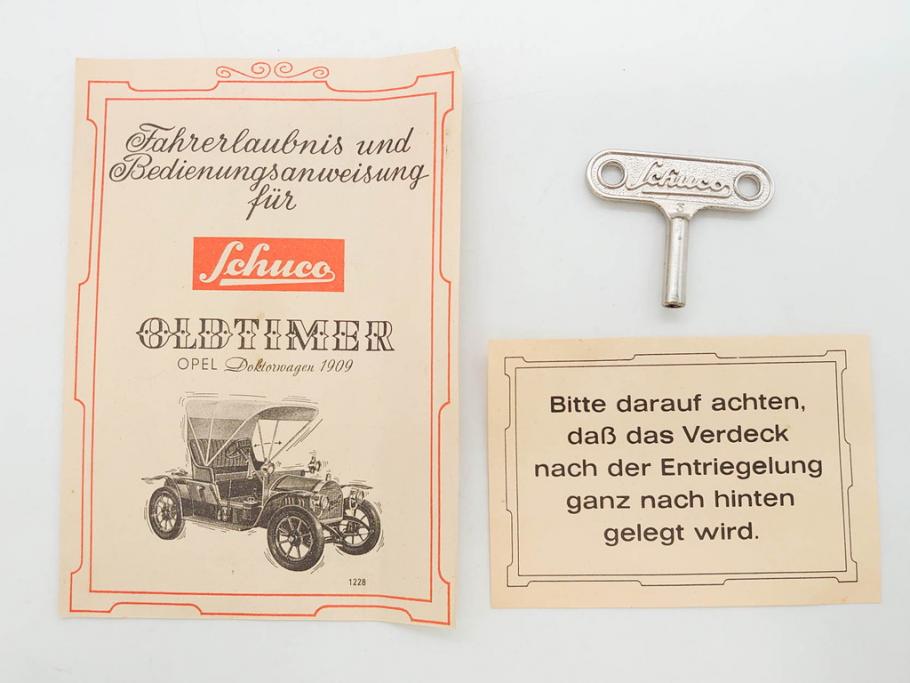 Fahrerlaubnis und
Bedienungsanweisung
für
Schuco
OLDTIMER
OPEL Doktorwagen 1909
1228
Schuco
S
Bitte darauf achten,
daß das Verdeck
nach der Entriegelung
ganz nach hinten
gelegt wird.